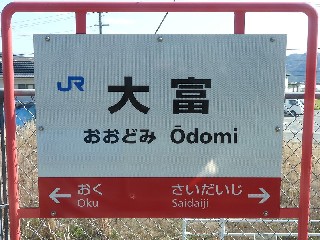 JR 大富
おおどみ Ōdomi
← おく さいだいじ →
Oku Saidaiji